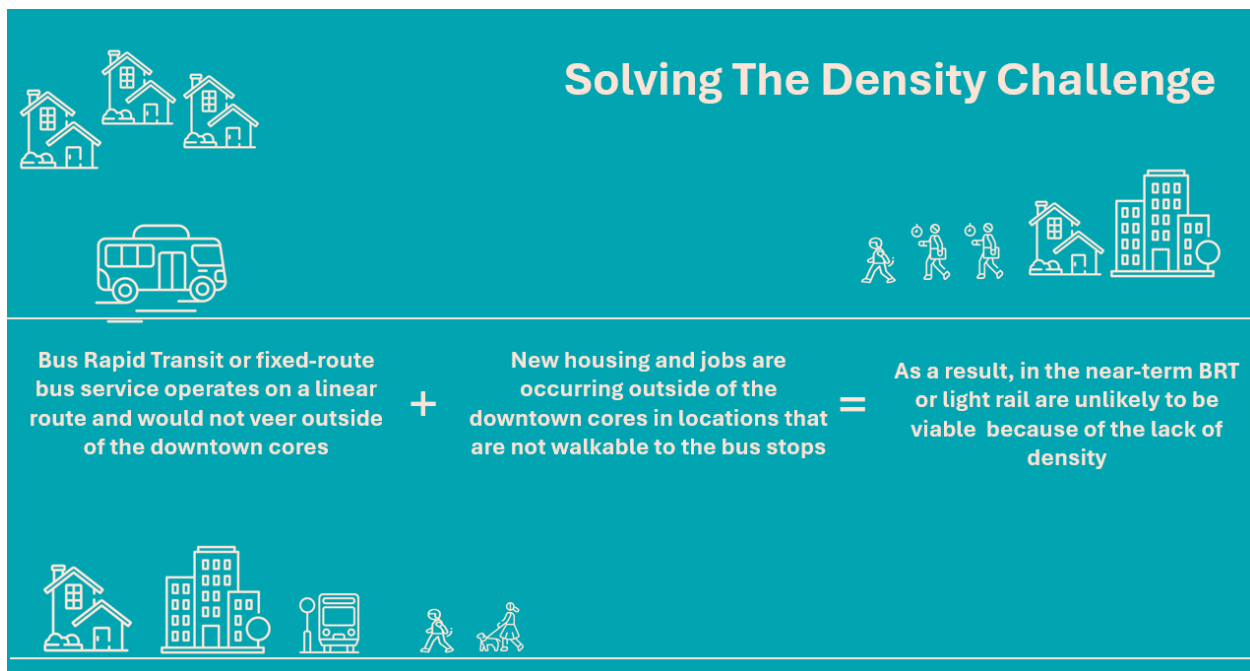 Solving The Density Challenge
Bus Rapid Transit or fixed-route
bus service operates on a linear
route and would not veer outside
of the downtown cores
+
New housing and jobs are
occurring outside of the
downtown cores in locations that
are not walkable to the bus stops
=
As a result, in the near-term BRT
or light rail are unlikely to be
viable  because of the lack of
density